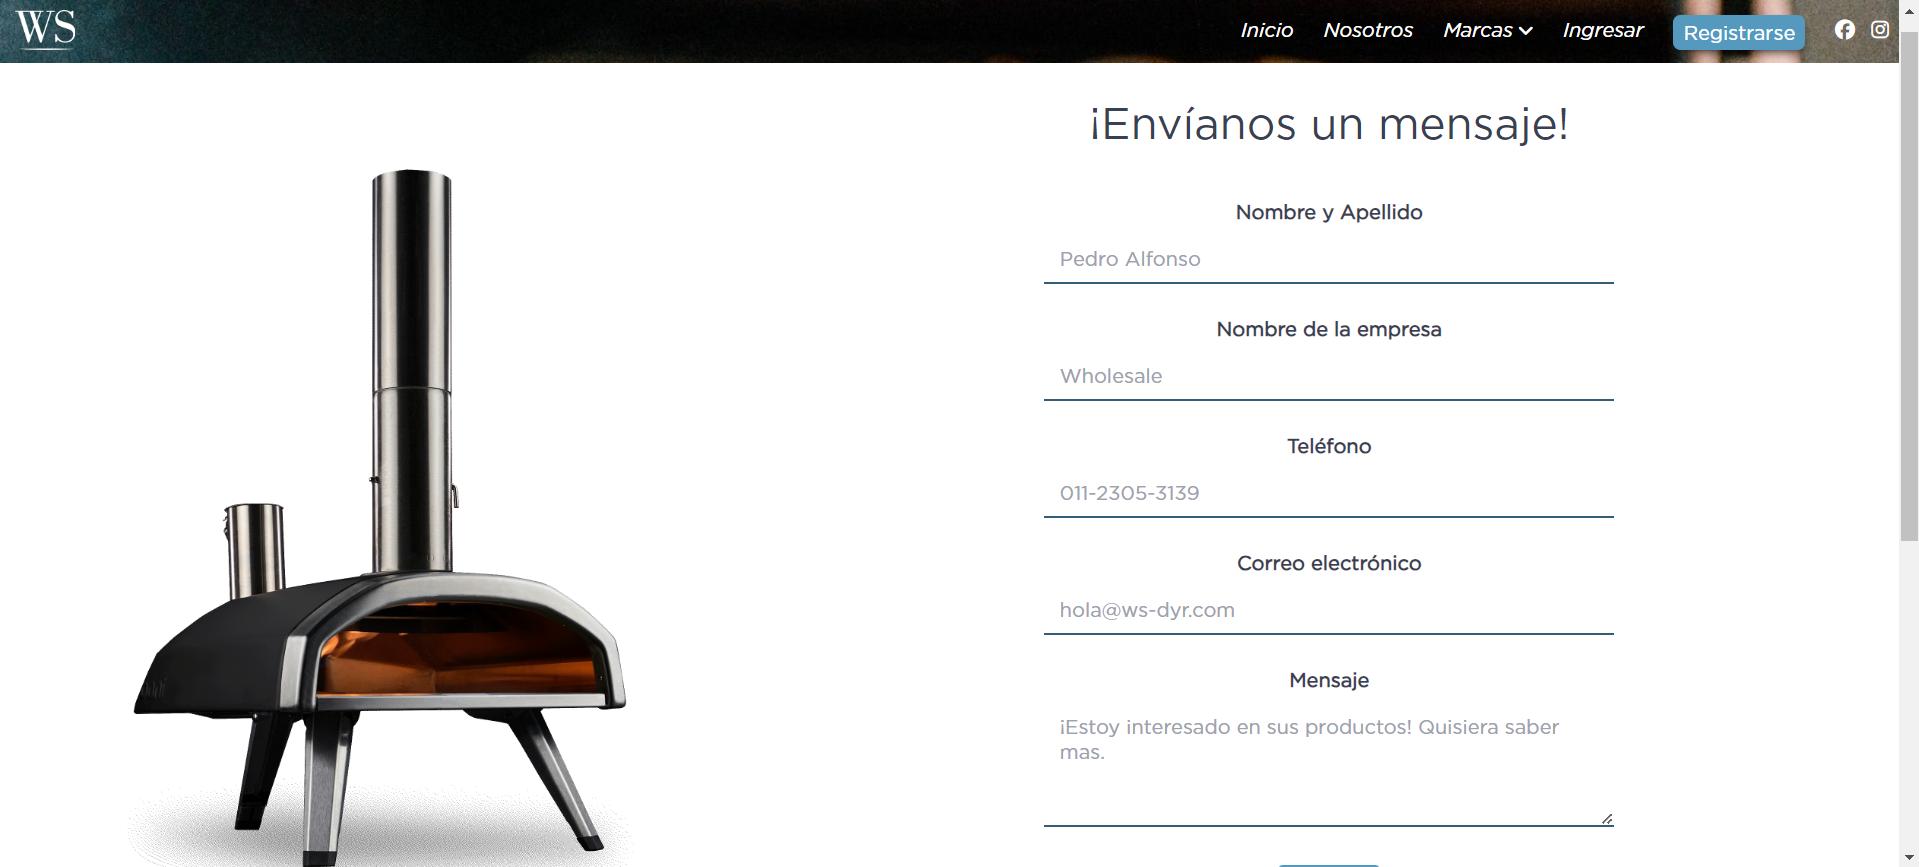 WS
Inicio Nosotros Marcas Ingresar Registrarse
¡Envíanos un mensaje!
Nombre y Apellido
Pedro Alfonso
Nombre de la empresa
Wholesale
Teléfono
011-2305-3139
Correo electrónico
hola@ws-dyr.com
Mensaje
¡Estoy interesado en sus productos! Quisiera saber
mas.